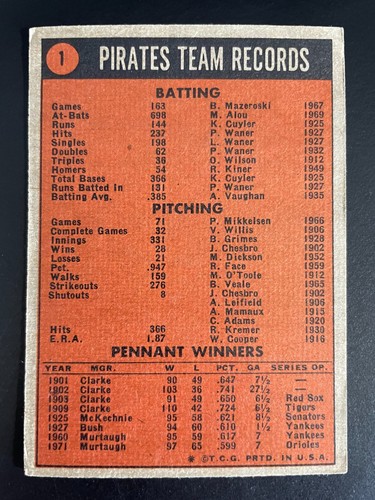 1 PIRATES TEAM RECORDS
BATTING
Games 163 B. Mazeroski 1967
At-Bats 698 M. Alou 1969
Runs 144 K. Cuyler 1925
Hits 237 P. Waner 1927
Singles 198 L. Waner 1927
Doubles 62 P. Waner 1932
Triples 36 O. Wilson 1912
Homers 54 R. Kiner 1949
Total Bases 366 K. Cuyler 1925
Runs Batted In 131 P. Waner 1927
Batting Avg. .385 A. Vaughan 1935
PITCHING
Games 71 P. Mikkelsen 1966
Complete Games 32 V. Willis 1906
Innings 331 B. Grimes 1928
Wins 28 J. Chesbro 1902
Losses 21 M. Dickson 1952
Pct. .947 R. Face 1959
Walks 159 M. O'Toole 1912
Strikeouts 276 B. Veale 1965
Shutouts 8 J. Chesbro 1902
A. Leifield 1906
A. Mamaux 1915
C. Adams 1920
Hits 366 R. Kremer 1930
E.R.A. 1.87 W. Cooper 1916
PENNANT WINNERS
YEAR MGR. W L PCT. GA SERIES OP.
1901 Clarke 90 49 .647 7½ —
1902 Clarke 103 36 .741 27½ —
1903 Clarke 91 49 .650 6½ Red Sox
1909 Clarke 110 42 .724 6½ Tigers
1925 McKechnie 95 58 .621 8½ Senators
1927 Bush 94 60 .610 1½ Yankees
1960 Murtaugh 95 59 .617 7 Yankees
1971 Murtaugh 97 65 .599 7 Orioles
* ©T.C.G. PRTD. IN U.S.A.